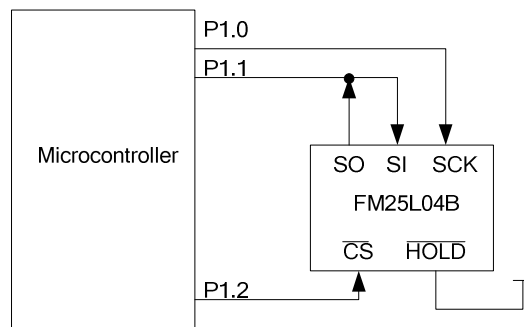 P1.0
P1.1
Microcontroller
SO SI SCK
FM25L04B
CS HOLD
P1.2